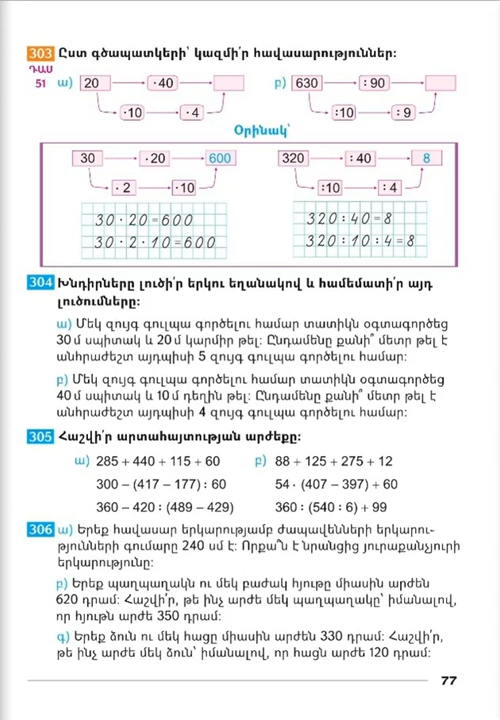 303 Ըստ գծապատկերի՝ կազմի՛ր հավասարություններ:
ԴԱՍ
51
ա) 20 · 40
· 10 · 4
բ) 630 : 90
:10 : 9
Օրինակ՝
30 · 20 600
· 2 · 10
320 : 40 8
:10 : 4
30 · 20 = 600
30 · 2 · 10 = 600
320 : 40 = 8
320 : 10 : 4 = 8
304 Խնդիրները լուծի՛ր երկու եղանակով և համեմատի՛ր այդ
լուծումները:
ա) Մեկ զույգ գուլպա գործելու համար տատիկն օգտագործեց
30 մ սպիտակ և 20 մ կարմիր թել: Ընդամենը քանի՞ մետր թել է
անհրաժեշտ այդպիսի 5 զույգ գուլպա գործելու համար:
բ) Մեկ զույգ գուլպա գործելու համար տատիկն օգտագործեց
40 մ սպիտակ և 10 մ դեղին թել: Ընդամենը քանի՞ մետր թել է
անհրաժեշտ այդպիսի 4 զույգ գուլպա գործելու համար:
305 Հաշվի՛ր արտահայտության արժեքը:
ա) 285 + 440 + 115 + 60
300 – (417 – 177) : 60
360 – 420 : (489 – 429)
բ) 88 + 125 + 275 + 12
54 · (407 – 397) + 60
360 : (540 : 6) + 99
306 ա) Երեք հավասար երկարությամբ ժապավենների երկարու-
թյունների գումարը 240 սմ է: Որքա՞ն է նրանցից յուրաքանչյուրի
երկարությունը:
բ) Երեք պաղպաղակն ու մեկ բաժակ հյութը միասին արժեն
620 դրամ: Հաշվի՛ր, թե ինչ արժե մեկ պաղպաղակը՝ իմանալով,
որ հյութն արժե 350 դրամ:
գ) Երեք ձուն ու մեկ հացը միասին արժեն 330 դրամ: Հաշվի՛ր,
թե ինչ արժե մեկ ձուն՝ իմանալով, որ հացն արժե 120 դրամ:
77